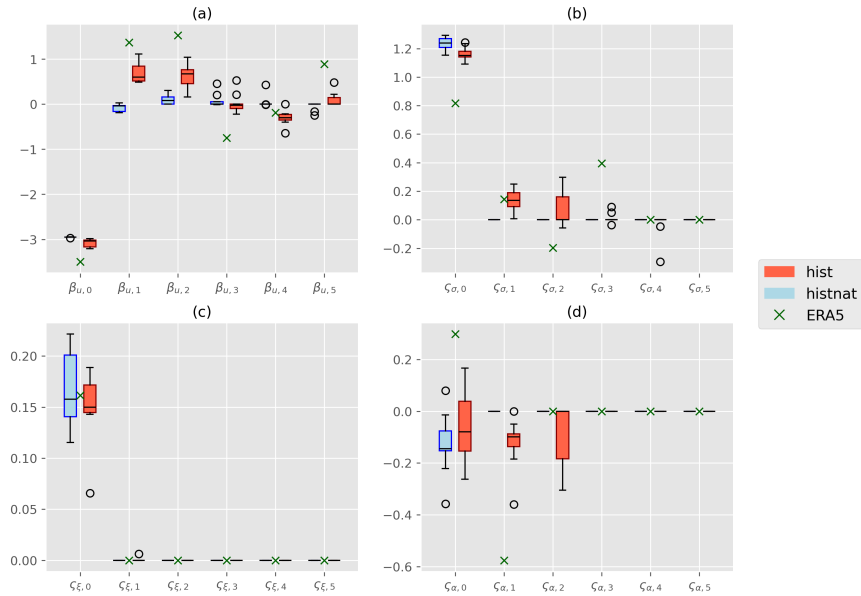 (a)
1
0
−1
−2
−3
βu, 0
βu, 1
βu, 2
βu, 3
βu, 4
βu, 5
(b)
1.2
1.0
0.8
0.6
0.4
0.2
0.0
−0.2
ςσ, 0
ςσ, 1
ςσ, 2
ςσ, 3
ςσ, 4
ςσ, 5
hist
histnat
ERA5
(c)
0.20
0.15
0.10
0.05
0.00
ςξ, 0
ςξ, 1
ςξ, 2
ςξ, 3
ςξ, 4
ςξ, 5
(d)
0.2
0.0
−0.2
−0.4
−0.6
ςα, 0
ςα, 1
ςα, 2
ςα, 3
ςα, 4
ςα, 5